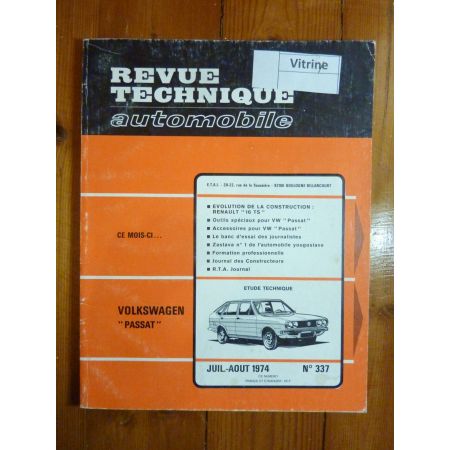 Vitrine
REVUE
TECHNIQUE
automobile
E.T.A.I. - 20-22, rue de la Saussière - 92100 BOULOGNE BILLANCOURT
CE MOIS-CI...
■ EVOLUTION DE LA CONSTRUCTION :
RENAULT "16 TS"
■ Outils spéciaux pour VW "Passat"
■ Accessoires pour VW "Passat"
■ Le banc d'essai des journalistes
■ Zastava n° 1 de l'automobile yougoslave
■ Formation professionnelle
■ Journal des Constructeurs
■ R.T.A. Journal
VOLKSWAGEN
"PASSAT"
ETUDE TECHNIQUE
JUIL.-AOUT 1974 N° 337
CE NUMERO